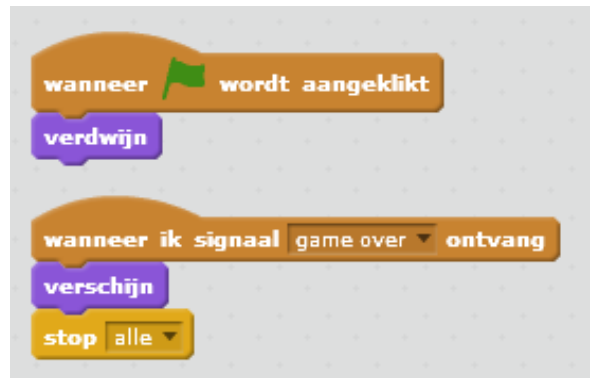 wanneer wordt aangeklikt
verdwijn
wanneer ik signaal game over ontvang
verschijn
stop alle